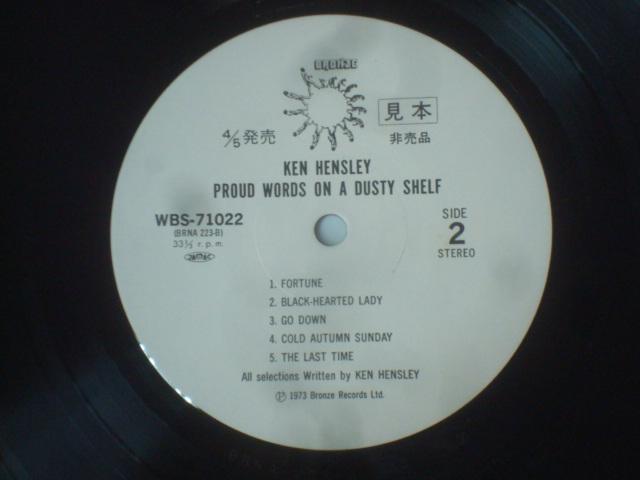 BRONZE
見本
4/5発売
非売品
KEN HENSLEY
PROUD WORDS ON A DUSTY SHELF
WBS-71022
(BRNA 223-B)
33⅓ r.p.m.
SIDE
2
STEREO
1. FORTUNE
2. BLACK-HEARTED LADY
3. GO DOWN
4. COLD AUTUMN SUNDAY
5. THE LAST TIME
All selections Written by KEN HENSLEY
Ⓟ 1973 Bronze Records Ltd.